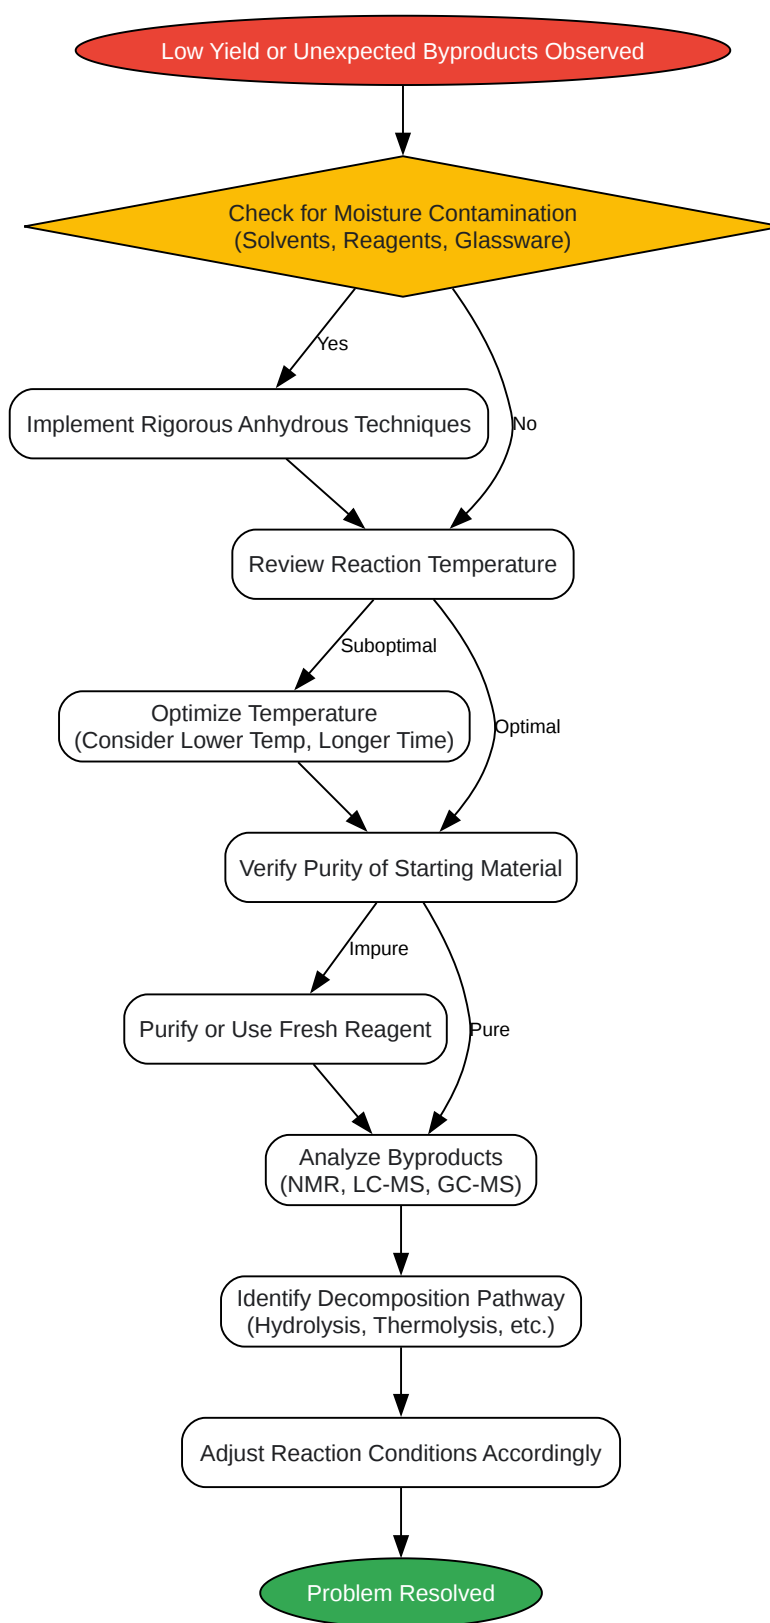 Low Yield or Unexpected Byproducts Observed
Check for Moisture Contamination
(Solvents, Reagents, Glassware)
Yes
Implement Rigorous Anhydrous Techniques
No
Review Reaction Temperature
Suboptimal
Optimize Temperature
(Consider Lower Temp, Longer Time)
Optimal
Verify Purity of Starting Material
Impure
Purify or Use Fresh Reagent
Pure
Analyze Byproducts
(NMR, LC-MS, GC-MS)
Identify Decomposition Pathway
(Hydrolysis, Thermolysis, etc.)
Adjust Reaction Conditions Accordingly
Problem Resolved